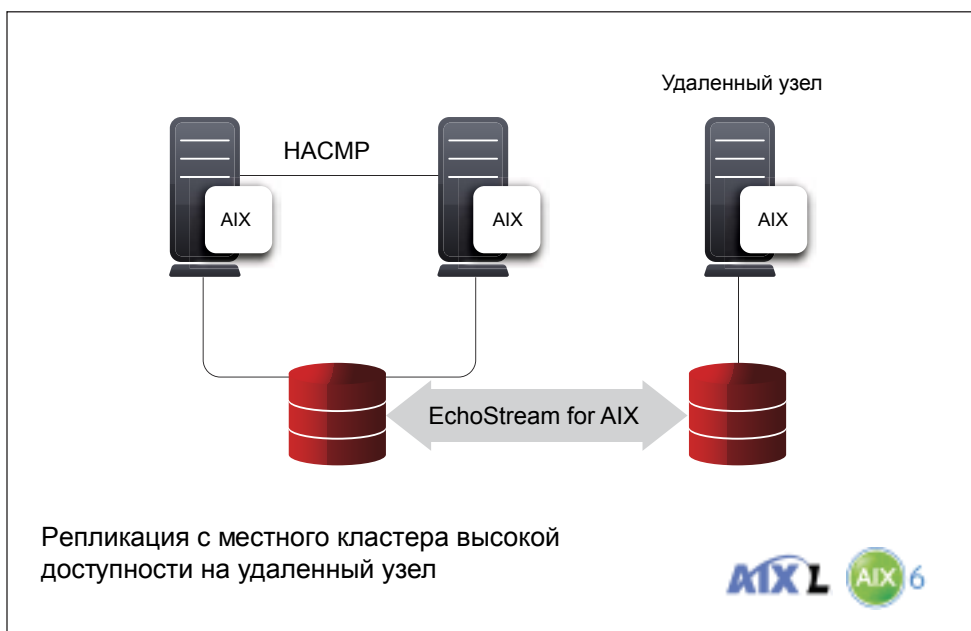 Удаленный узел
HACMP
AIX
AIX
AIX
EchoStream for AIX
Репликация с местного кластера высокой
доступности на удаленный узел
AIX L AIX 6